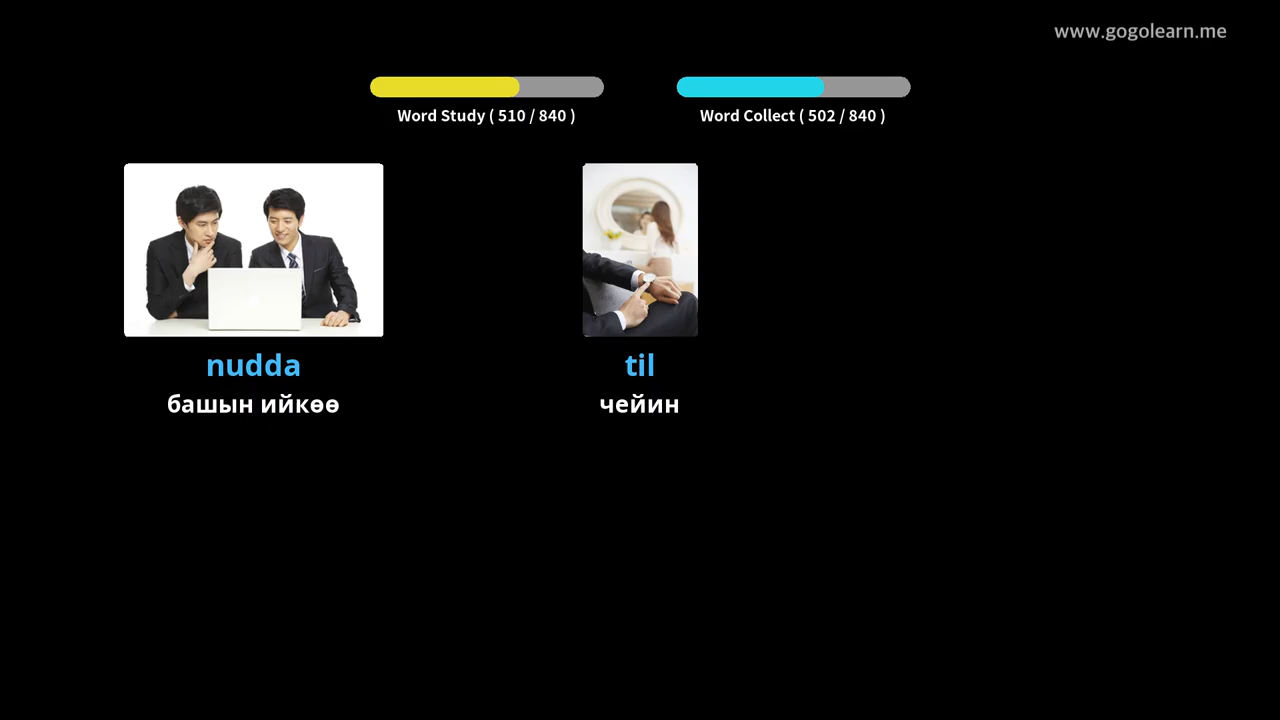 www.gogolearn.me
Word Study ( 510 / 840 )
Word Collect ( 502 / 840 )
nudda
башын ийкөө
til
чейин